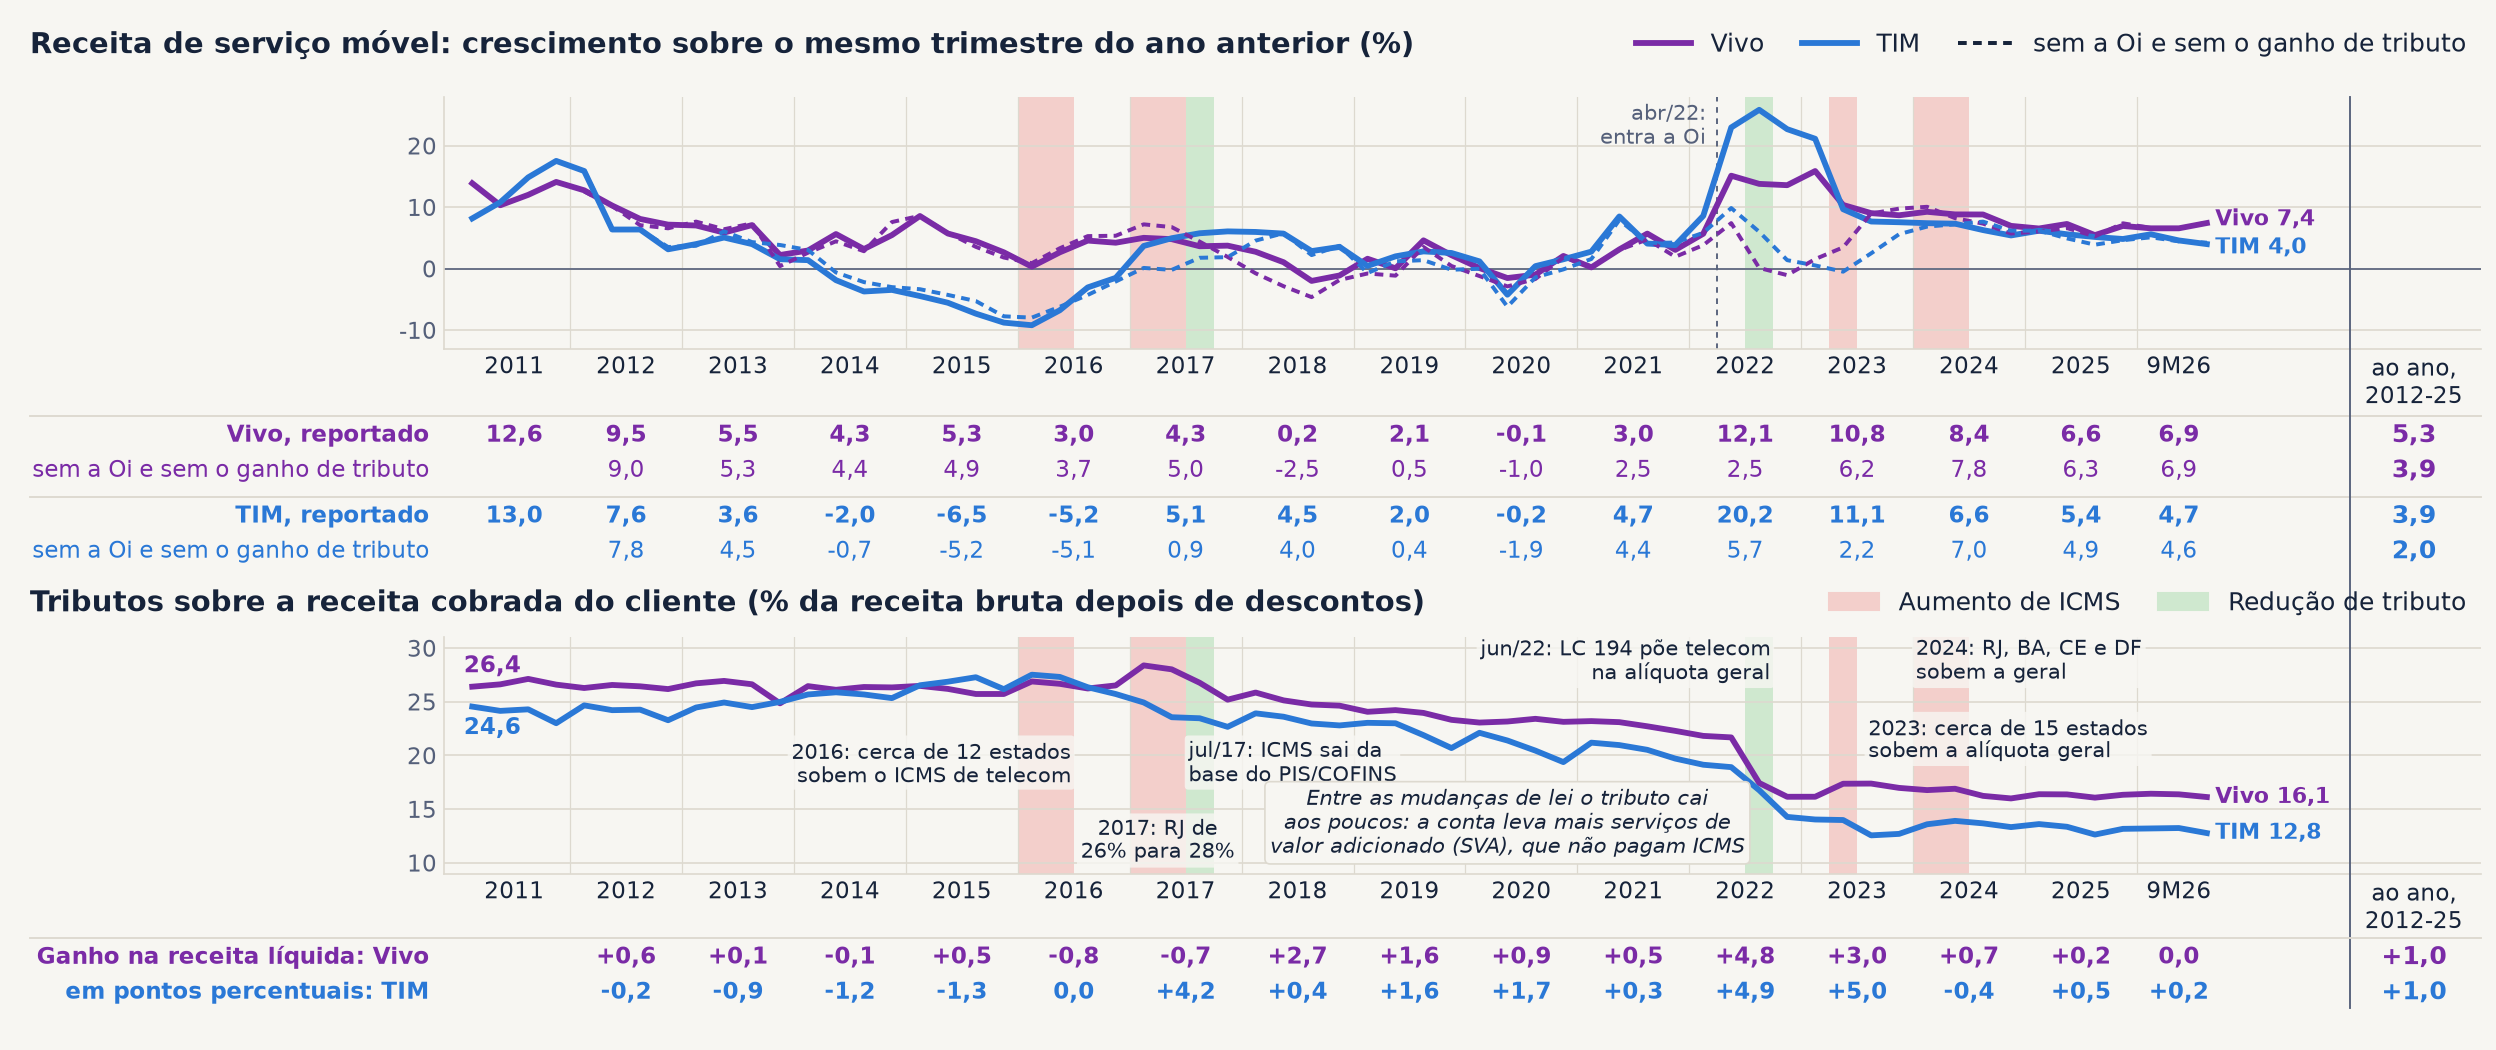 Receita de serviço móvel: crescimento sobre o mesmo trimestre do ano anterior (%)
Vivo TIM sem a Oi e sem o ganho de tributo
abr/22:
entra a Oi
20
10
0
-10
Vivo 7,4
TIM 4,0
2011 2012 2013 2014 2015 2016 2017 2018 2019 2020 2021 2022 2023 2024 2025 9M26 ao ano,
2012-25
Vivo, reportado 12,6 9,5 5,5 4,3 5,3 3,0 4,3 0,2 2,1 -0,1 3,0 12,1 10,8 8,4 6,6 6,9 5,3
sem a Oi e sem o ganho de tributo 9,0 5,3 4,4 4,9 3,7 5,0 -2,5 0,5 -1,0 2,5 2,5 6,2 7,8 6,3 6,9 3,9
TIM, reportado 13,0 7,6 3,6 -2,0 -6,5 -5,2 5,1 4,5 2,0 -0,2 4,7 20,2 11,1 6,6 5,4 4,7 3,9
sem a Oi e sem o ganho de tributo 7,8 4,5 -0,7 -5,2 -5,1 0,9 4,0 0,4 -1,9 4,4 5,7 2,2 7,0 4,9 4,6 2,0
Tributos sobre a receita cobrada do cliente (% da receita bruta depois de descontos)
Aumento de ICMS Redução de tributo
30
25
20
15
10
26,4
24,6
jun/22: LC 194 põe telecom
na alíquota geral
2024: RJ, BA, CE e DF
sobem a geral
2023: cerca de 15 estados
sobem a alíquota geral
2016: cerca de 12 estados
sobem o ICMS de telecom
jul/17: ICMS sai da
base do PIS/COFINS
2017: RJ de
26% para 28%
Entre as mudanças de lei o tributo cai
aos poucos: a conta leva mais serviços de
valor adicionado (SVA), que não pagam ICMS
Vivo 16,1
TIM 12,8
2011 2012 2013 2014 2015 2016 2017 2018 2019 2020 2021 2022 2023 2024 2025 9M26 ao ano,
2012-25
Ganho na receita líquida: Vivo +0,6 +0,1 -0,1 +0,5 -0,8 -0,7 +2,7 +1,6 +0,9 +0,5 +4,8 +3,0 +0,7 +0,2 0,0 +1,0
em pontos percentuais: TIM -0,2 -0,9 -1,2 -1,3 0,0 +4,2 +0,4 +1,6 +1,7 +0,3 +4,9 +5,0 -0,4 +0,5 +0,2 +1,0